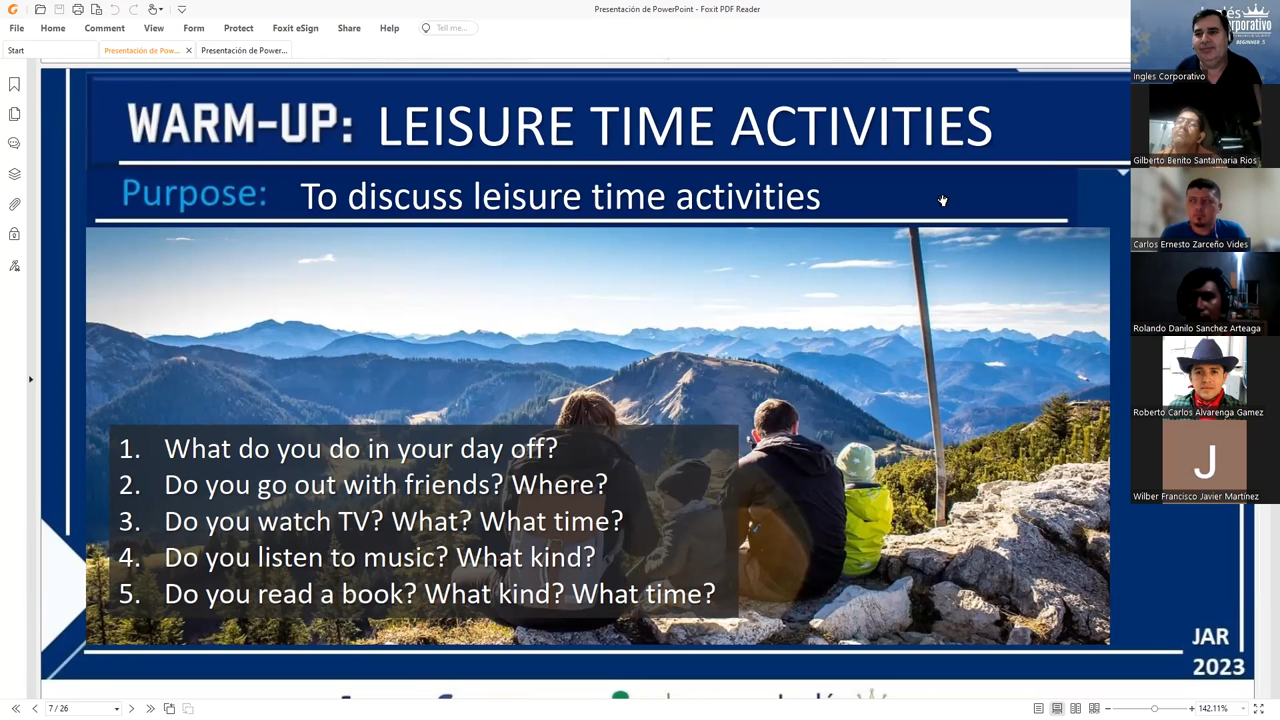 Presentación de PowerPoint - Foxit PDF Reader
File Home Comment View Form Protect Foxit eSign Share Help Tell me...
Start Presentación de Pow... Presentación de Power...
WARM-UP: LEISURE TIME ACTIVITIES
Purpose: To discuss leisure time activities
1. What do you do in your day off?
2. Do you go out with friends? Where?
3. Do you watch TV? What? What time?
4. Do you listen to music? What kind?
5. Do you read a book? What kind? What time?
JAR
2023
BEGINNER 5
Ingles Corporativo
Gilberto Benito Santamaria Rios
Carlos Ernesto Zarceño Vides
Rolando Danilo Sanchez Arteaga
Roberto Carlos Alvarenga Gamez
J
Wilber Francisco Javier Martínez
7 / 26
142.11%